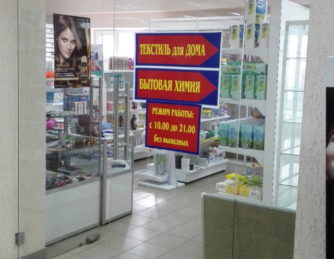 ТЕКСТИЛЬ для ДОМА
БЫТОВАЯ ХИМИЯ
РЕЖИМ РАБОТЫ:
с 10.00 до 21.00
без выходных